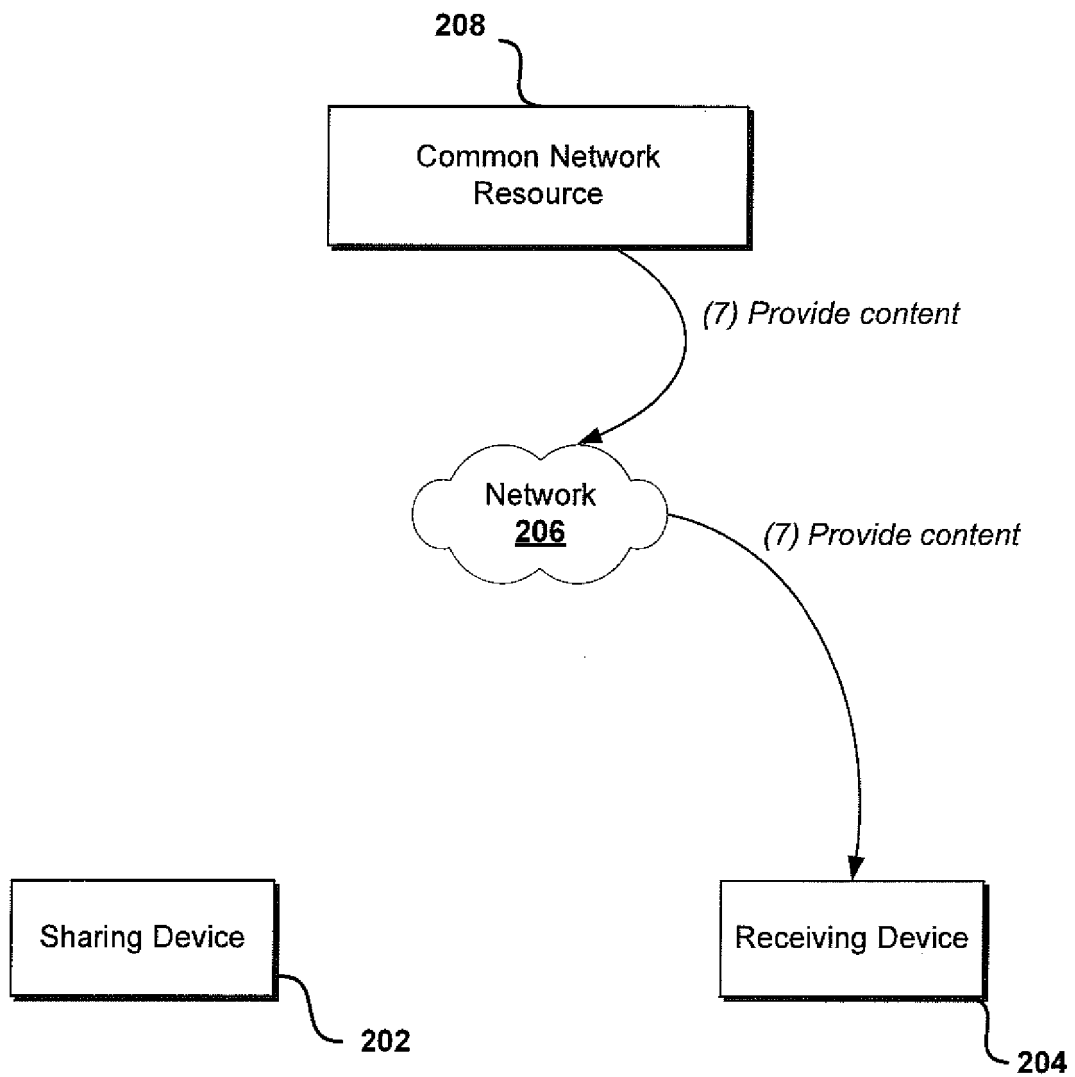 208
Common Network
Resource
(7) Provide content
Network
206
(7) Provide content
Sharing Device
Receiving Device
202
204